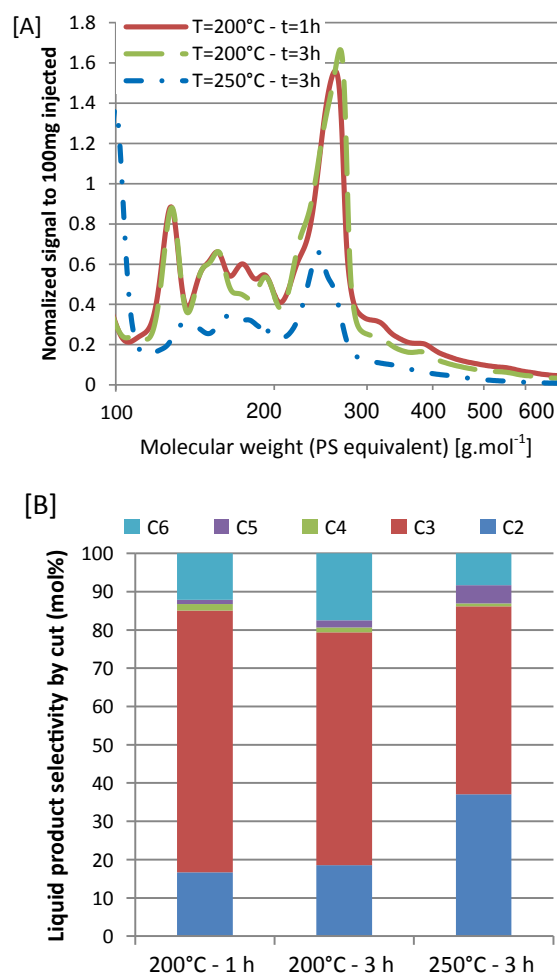 [A]
T=200°C - t=1h
T=200°C - t=3h
T=250°C - t=3h
Normalized signal to 100mg injected
1.8
1.6
1.4
1.2
1
0.8
0.6
0.4
0.2
0
100 200 300 400 500 600
Molecular weight (PS equivalent) [g.mol⁻¹]
[B]
C6 C5 C4 C3 C2
Liquid product selectivity by cut (mol%)
100
90
80
70
60
50
40
30
20
10
0
200°C - 1 h 200°C - 3 h 250°C - 3 h